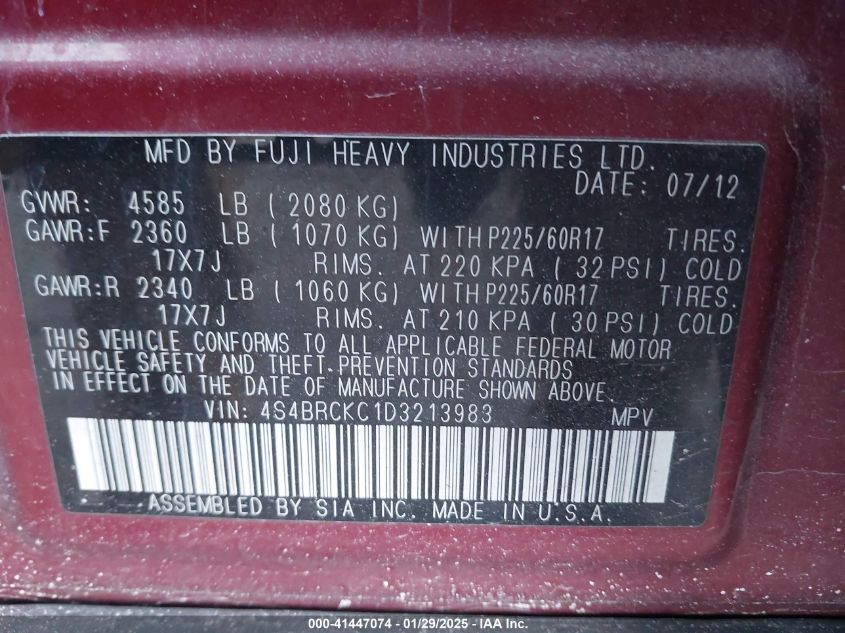 MFD BY FUJI HEAVY INDUSTRIES LTD.
DATE: 07/12
GVWR: 4585 LB ( 2080 KG)
GAWR:F 2360 LB ( 1070 KG) WITH P225/60R17 TIRES.
17X7J RIMS. AT 220 KPA ( 32 PSI) COLD
GAWR:R 2340 LB ( 1060 KG) WITH P225/60R17 TIRES.
17X7J RIMS. AT 210 KPA ( 30 PSI) COLD
THIS VEHICLE CONFORMS TO ALL APPLICABLE FEDERAL MOTOR
VEHICLE SAFETY AND THEFT-PREVENTION STANDARDS
IN EFFECT ON THE DATE OF MANUFACTURE SHOWN ABOVE.
VIN: 4S4BRCKC1D3213983 MPV
ASSEMBLED BY SIA INC. MADE IN U.S.A.
000-41447074 - 01/29/2025 - IAAI Inc.